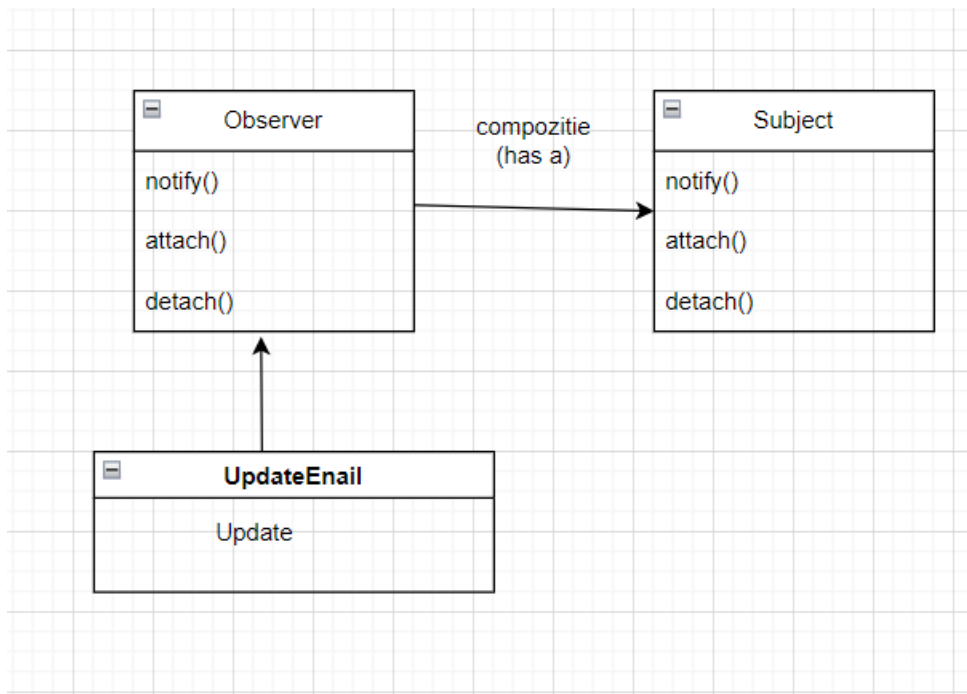 Observer
notify()
attach()
detach()
compozitie
(has a)
Subject
notify()
attach()
detach()
UpdateEnail
Update